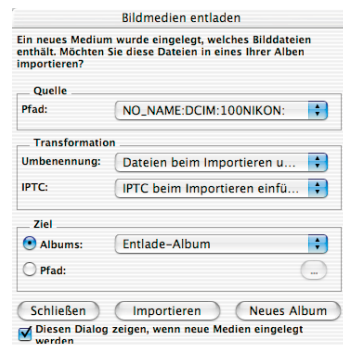 Bildmedien entladen
Ein neues Medium wurde eingelegt, welches Bilddateien
enthält. Möchten Sie diese Dateien in eines Ihrer Alben
importieren?
Quelle
Pfad: NO_NAME:DCIM:100NIKON:
Transformation
Umbenennung: Dateien beim Importieren u...
IPTC: IPTC beim Importieren einfü...
Ziel
Albums: Entlade-Album
Pfad: ...
Schließen Importieren Neues Album
Diesen Dialog zeigen, wenn neue Medien eingelegt
werden